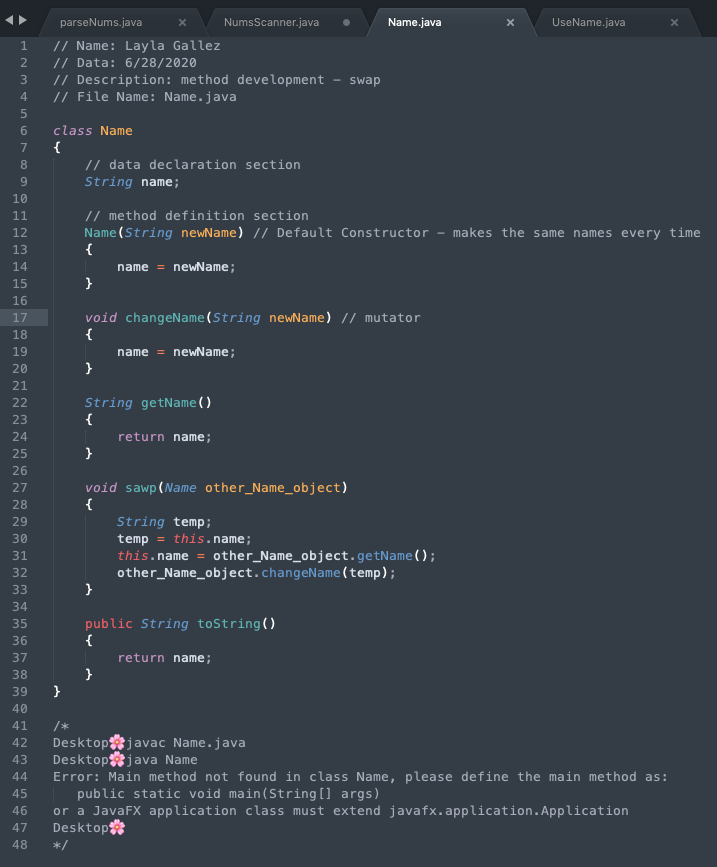 parseNums.java × NumsScanner.java Name.java × UseName.java ×
1 // Name: Layla Gallez
2 // Data: 6/28/2020
3 // Description: method development – swap
4 // File Name: Name.java
5
6 class Name
7 {
8     // data declaration section
9     String name;
10
11     // method definition section
12     Name(String newName) // Default Constructor – makes the same names every time
13     {
14         name = newName;
15     }
16
17     void changeName(String newName) // mutator
18     {
19         name = newName;
20     }
21
22     String getName()
23     {
24         return name;
25     }
26
27     void sawp(Name other_Name_object)
28     {
29         String temp;
30         temp = this.name;
31         this.name = other_Name_object.getName();
32         other_Name_object.changeName(temp);
33     }
34
35     public String toString()
36     {
37         return name;
38     }
39 }
40
41 /*
42 Desktop🌸javac Name.java
43 Desktop🌸java Name
44 Error: Main method not found in class Name, please define the main method as:
45    public static void main(String[] args)
46 or a JavaFX application class must extend javafx.application.Application
47 Desktop🌸
48 */